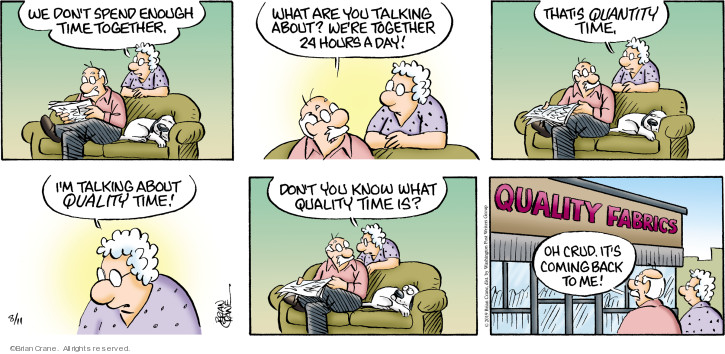 WE DON'T SPEND ENOUGH
TIME TOGETHER.
WHAT ARE YOU TALKING
ABOUT? WE'RE TOGETHER
24 HOURS A DAY!
THAT'S QUANTITY
TIME.
I'M TALKING ABOUT
QUALITY TIME!
DON'T YOU KNOW WHAT
QUALITY TIME IS?
QUALITY FABRICS
OH CRUD. IT'S
COMING BACK
TO ME!
8/11
BRIAN
CRANE
© 2019 Brian Crane, dist. by Washington Post Writers Group
©Brian Crane. All rights reserved.